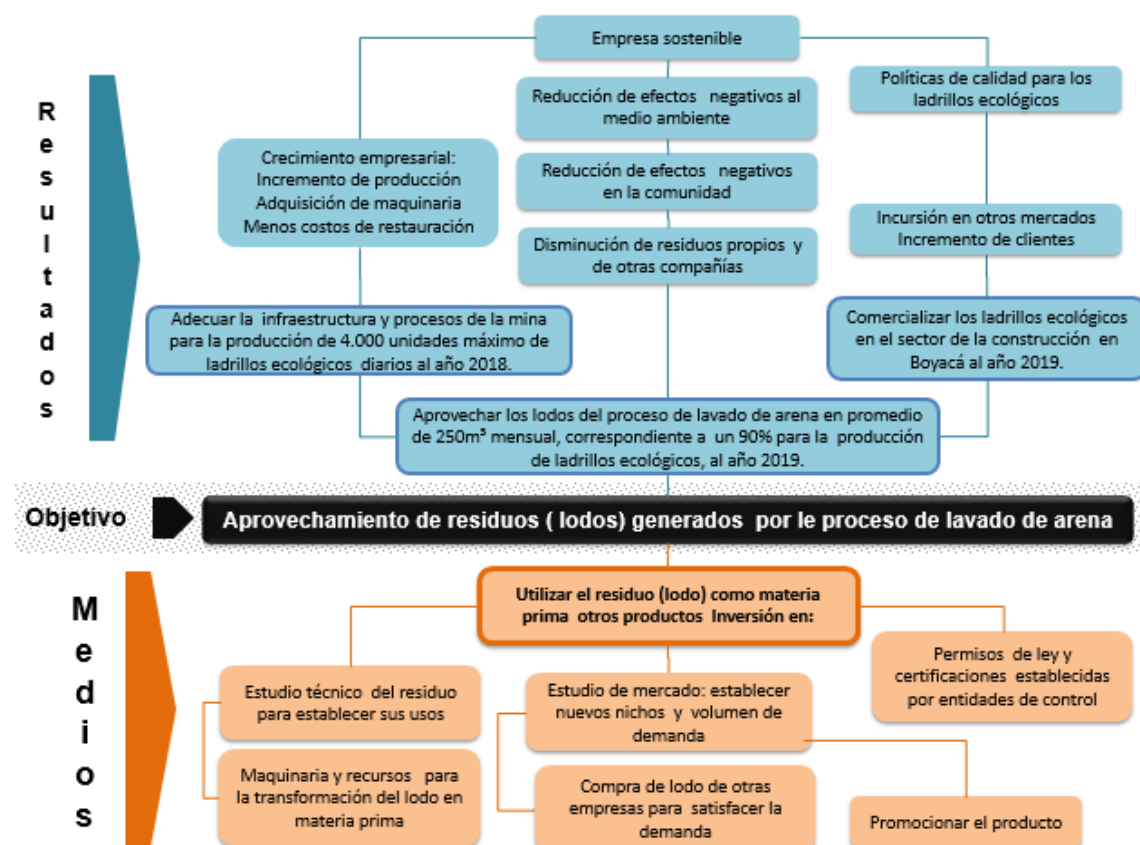 Resultados
Empresa sostenible
Reducción de efectos negativos al
medio ambiente
Políticas de calidad para los
ladrillos ecológicos
Crecimiento empresarial:
Incremento de producción
Adquisición de maquinaria
Menos costos de restauración
Reducción de efectos negativos
en la comunidad
Incursión en otros mercados
Incremento de clientes
Disminución de residuos propios y
de otras compañías
Adecuar la infraestructura y procesos de la mina
para la producción de 4.000 unidades máximo de
ladrillos ecológicos diarios al año 2018.
Comercializar los ladrillos ecológicos
en el sector de la construcción en
Boyacá al año 2019.
Aprovechar los lodos del proceso de lavado de arena en promedio
de 250m³ mensual, correspondiente a un 90% para la producción
de ladrillos ecológicos, al año 2019.
Objetivo
Aprovechamiento de residuos ( lodos) generados por le proceso de lavado de arena
Medios
Utilizar el residuo (lodo) como materia
prima otros productos Inversión en:
Permisos de ley y
certificaciones establecidas
por entidades de control
Estudio técnico del residuo
para establecer sus usos
Estudio de mercado: establecer
nuevos nichos y volumen de
demanda
Maquinaria y recursos para
la transformación del lodo en
materia prima
Compra de lodo de otras
empresas para satisfacer la
demanda
Promocionar el producto